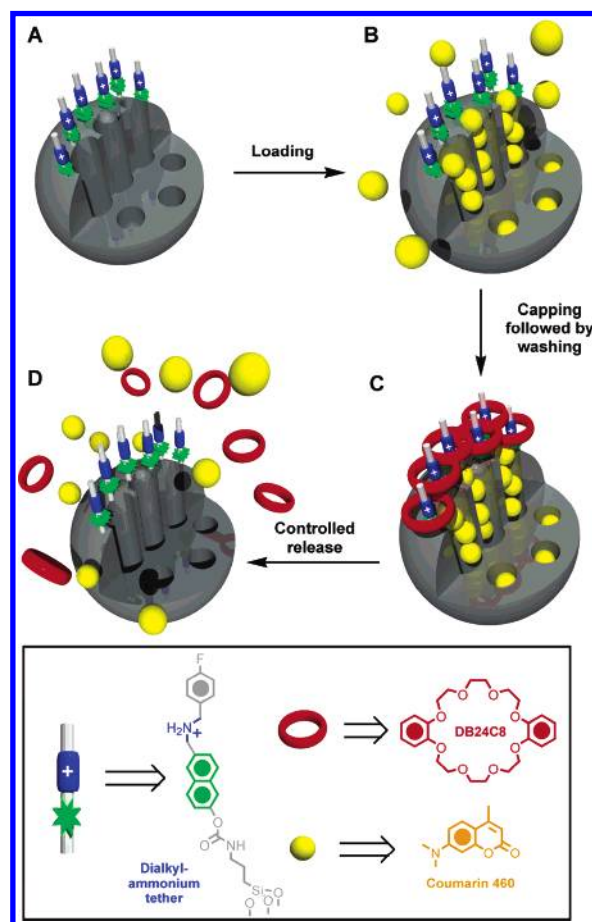 A
B
Loading
Capping
followed by
washing
D
C
Controlled
release
+
F
H₂N+
O
O
NH
Si
O
O
O
Dialkyl-
ammonium
tether
O
O
O
O
DB24C8
O
O
O
O
N
O
O
Coumarin 460